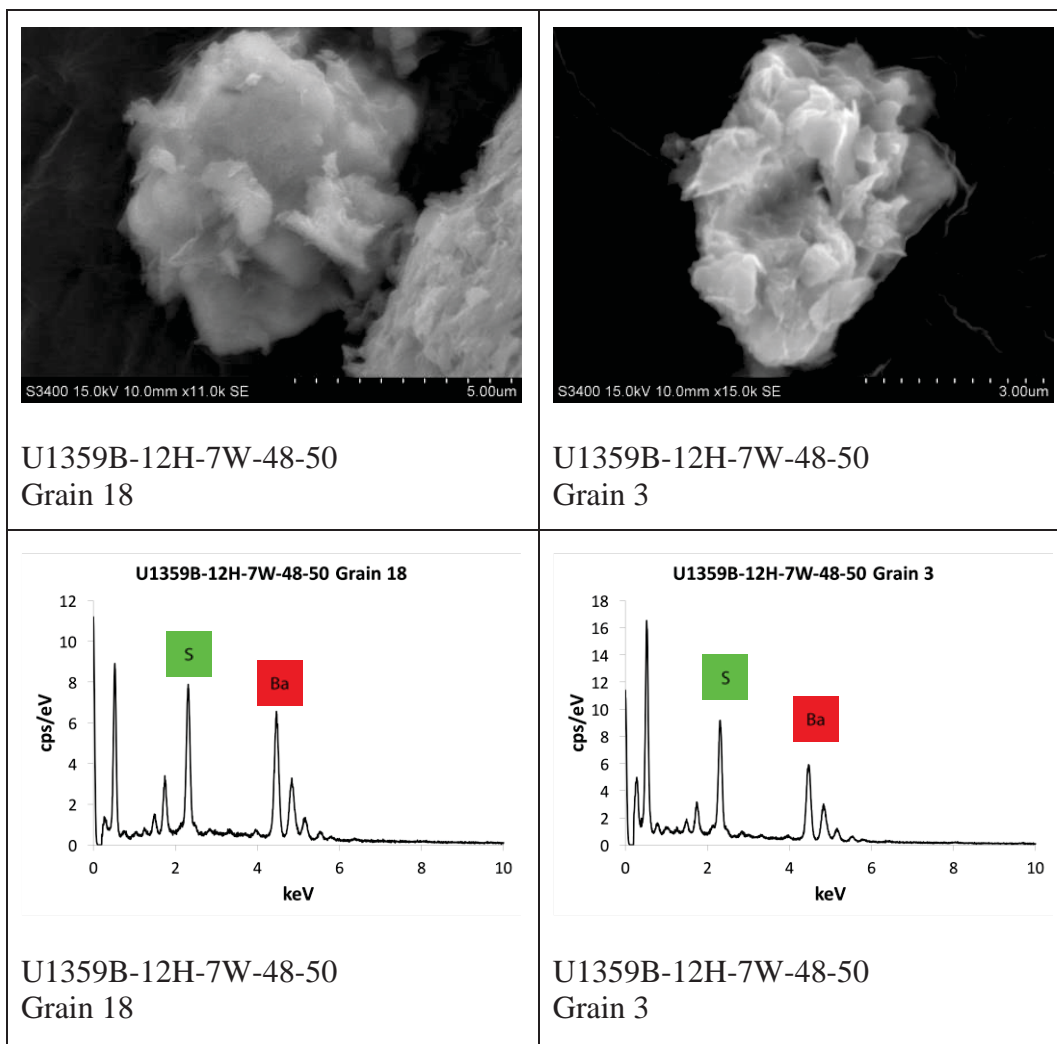 S3400 15.0kV 10.0mm x11.0k SE 5.00um
S3400 15.0kV 10.0mm x15.0k SE 3.00um
U1359B-12H-7W-48-50
Grain 18
U1359B-12H-7W-48-50
Grain 3
U1359B-12H-7W-48-50 Grain 18
12
10
8
6
4
2
0
cps/eV
S
Ba
0 2 4 6 8 10
keV
U1359B-12H-7W-48-50 Grain 3
18
16
14
12
10
8
6
4
2
0
cps/eV
S
Ba
0 2 4 6 8 10
keV
U1359B-12H-7W-48-50
Grain 18
U1359B-12H-7W-48-50
Grain 3